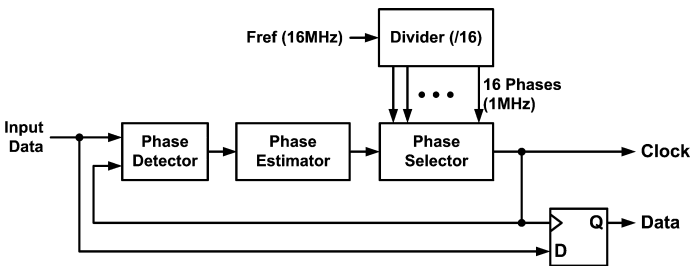 Fref (16MHz)
Divider (/16)
16 Phases
(1MHz)
Input
Data
Phase
Detector
Phase
Estimator
Phase
Selector
Clock
Q
Data
D